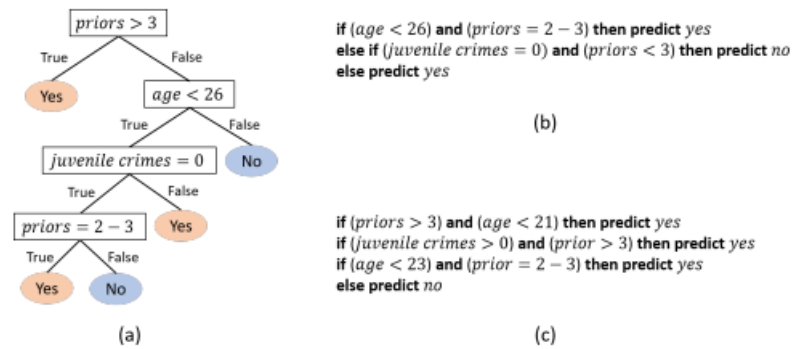 priors > 3
True
False
Yes
age < 26
True
False
juvenile crimes = 0
No
True
False
priors = 2 − 3
Yes
True
False
Yes
No
(a)
if (age < 26) and (priors = 2 − 3) then predict yes
else if (juvenile crimes = 0) and (priors < 3) then predict no
else predict yes
(b)
if (priors > 3) and (age < 21) then predict yes
if (juvenile crimes > 0) and (prior > 3) then predict yes
if (age < 23) and (prior = 2 − 3) then predict yes
else predict no
(c)